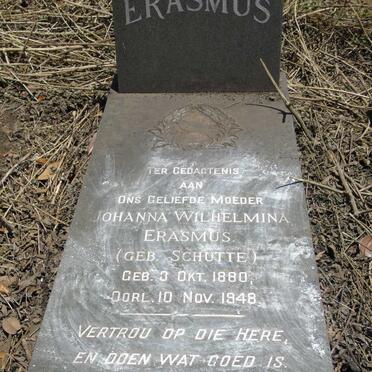 ERASMUS
TER GEDAGTENIS
AAN
ONS GELIEFDE MOEDER
JOHANNA WILHELMINA
ERASMUS
(GEB. SCHUTTE)
GEB. 3 OKT. 1880.
OORL. 10 NOV. 1948.
VERTROU OP DIE HERE,
EN DOEN WAT GOED IS.